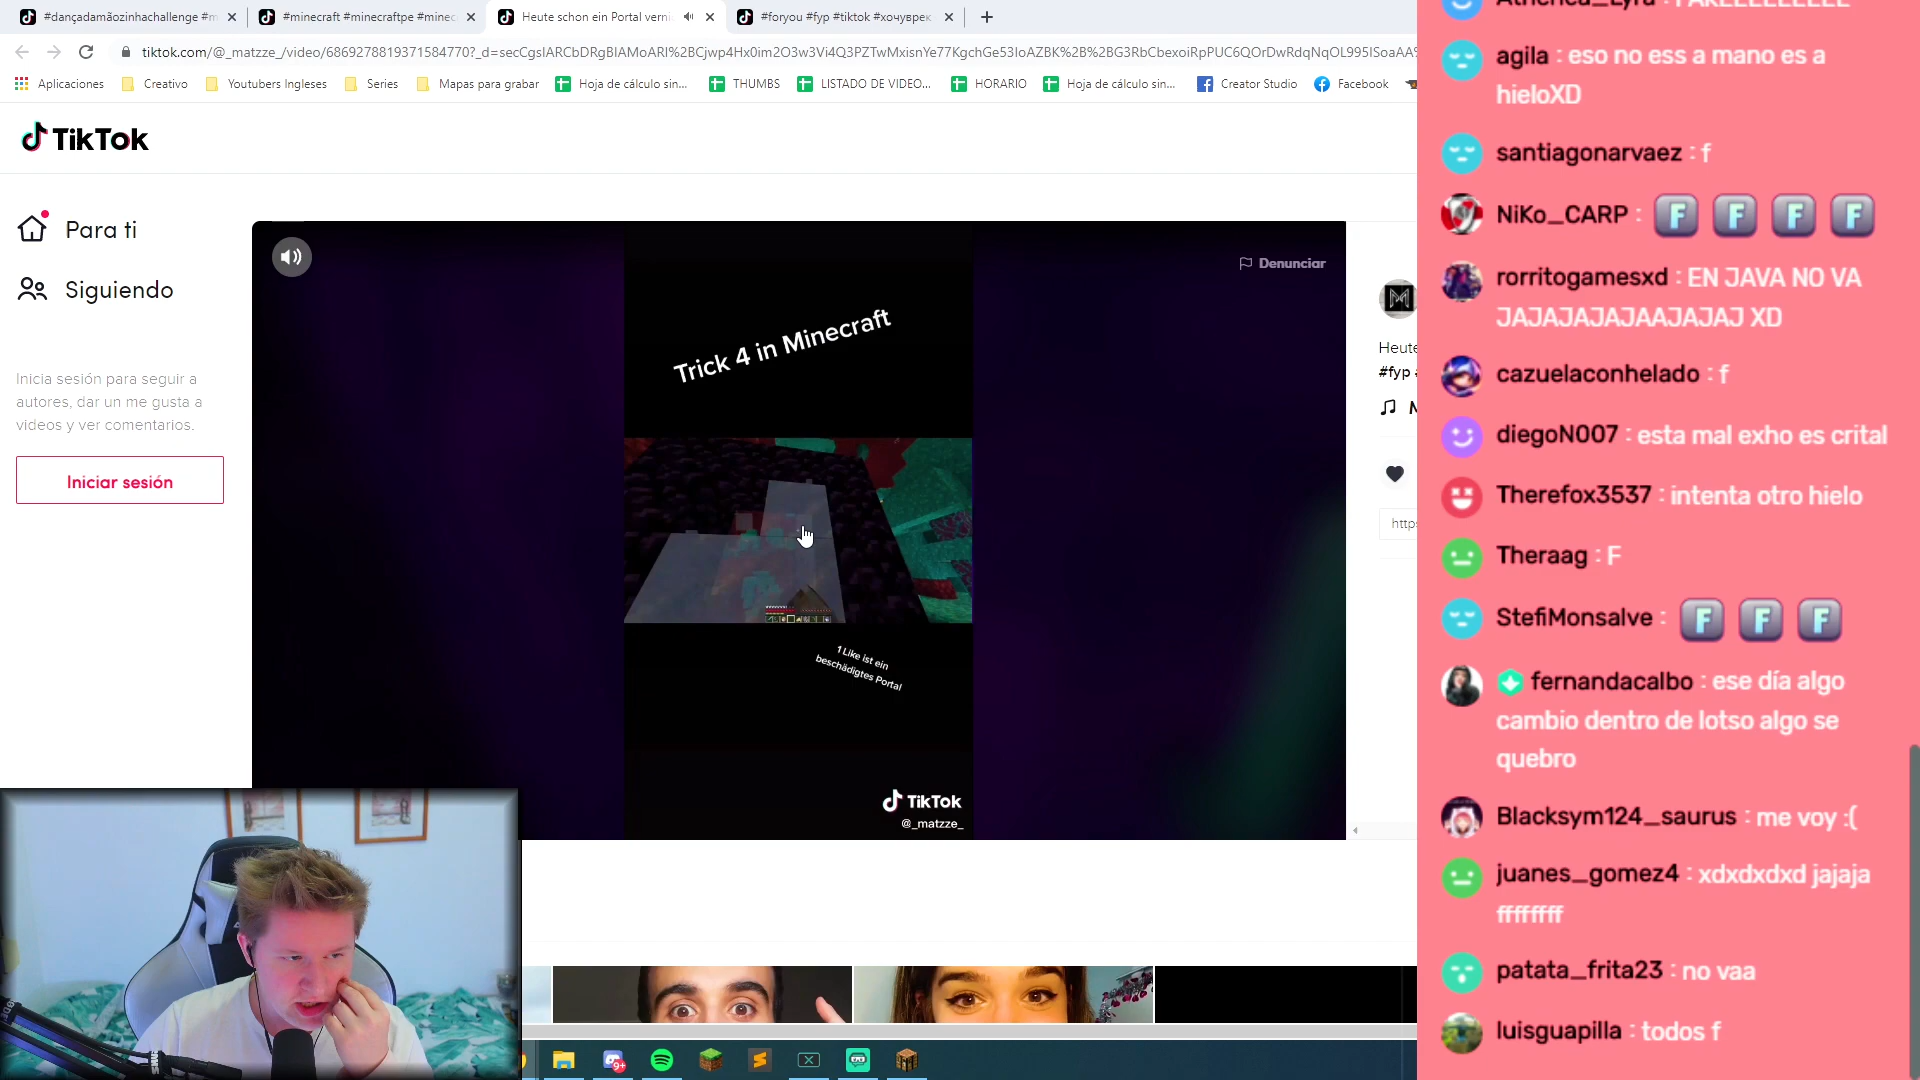 #dançadamãozinhachallenge #m
#minecraft #minecraftpe #minec
Heute schon ein Portal verni
#foryou #fyp #tiktok #хочуврек
tiktok.com/@_matzze_/video/6869278819371584770?_d=secCgsIARCbDRgBIAMoARI%2BCjwp4Hx0im2O3w3Vi4Q3PZTwMxisnYe77KgchGe53IoAZBK%2B%2BG3RbCbexoiRpPUC6QOrDwRdqNqOL995ISoaAA%
Aplicaciones
Creativo
Youtubers Ingleses
Series
Mapas para grabar
Hoja de cálculo sin...
THUMBS
LISTADO DE VIDEO...
HORARIO
Hoja de cálculo sin...
Creator Studio
Facebook
TikTok
Para ti
Siguiendo
Inicia sesión para seguir a
autores, dar un me gusta a
videos y ver comentarios.
Iniciar sesión
Denunciar
Trick 4 in Minecraft
1 Like ist ein
beschädigtes Portal
TikTok
@_matzze_
Heute
#fyp
https
agila : eso no ess a mano es a
hieloXD
santiagonarvaez : f
NiKo_CARP : F F F F
rorritogamesxd : EN JAVA NO VA
JAJAJAJAJAAJAJAJ XD
cazuelaconhelado : f
diegoN007 : esta mal exho es crital
Therefox3537 : intenta otro hielo
Theraag : F
StefiMonsalve : F F F
fernandacalbo : ese día algo
cambio dentro de lotso algo se
quebro
Blacksym124_saurus : me voy :(
juanes_gomez4 : xdxdxdxd jajaja
ffffffff
patata_frita23 : no vaa
luisguapilla : todos f